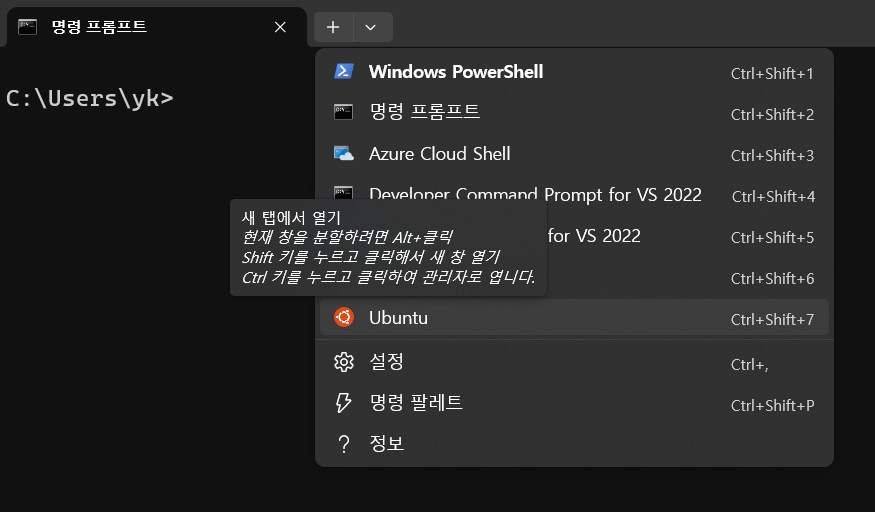 명령 프롬프트
C:\Users\yk>
Windows PowerShell Ctrl+Shift+1
명령 프롬프트 Ctrl+Shift+2
Azure Cloud Shell Ctrl+Shift+3
Developer Command Prompt for VS 2022 Ctrl+Shift+4
for VS 2022 Ctrl+Shift+5
Ctrl+Shift+6
새 탭에서 열기
현재 창을 분할하려면 Alt+클릭
Shift 키를 누르고 클릭해서 새 창 열기
Ctrl 키를 누르고 클릭하여 관리자로 엽니다.
Ubuntu Ctrl+Shift+7
설정 Ctrl+,
명령 팔레트 Ctrl+Shift+P
정보